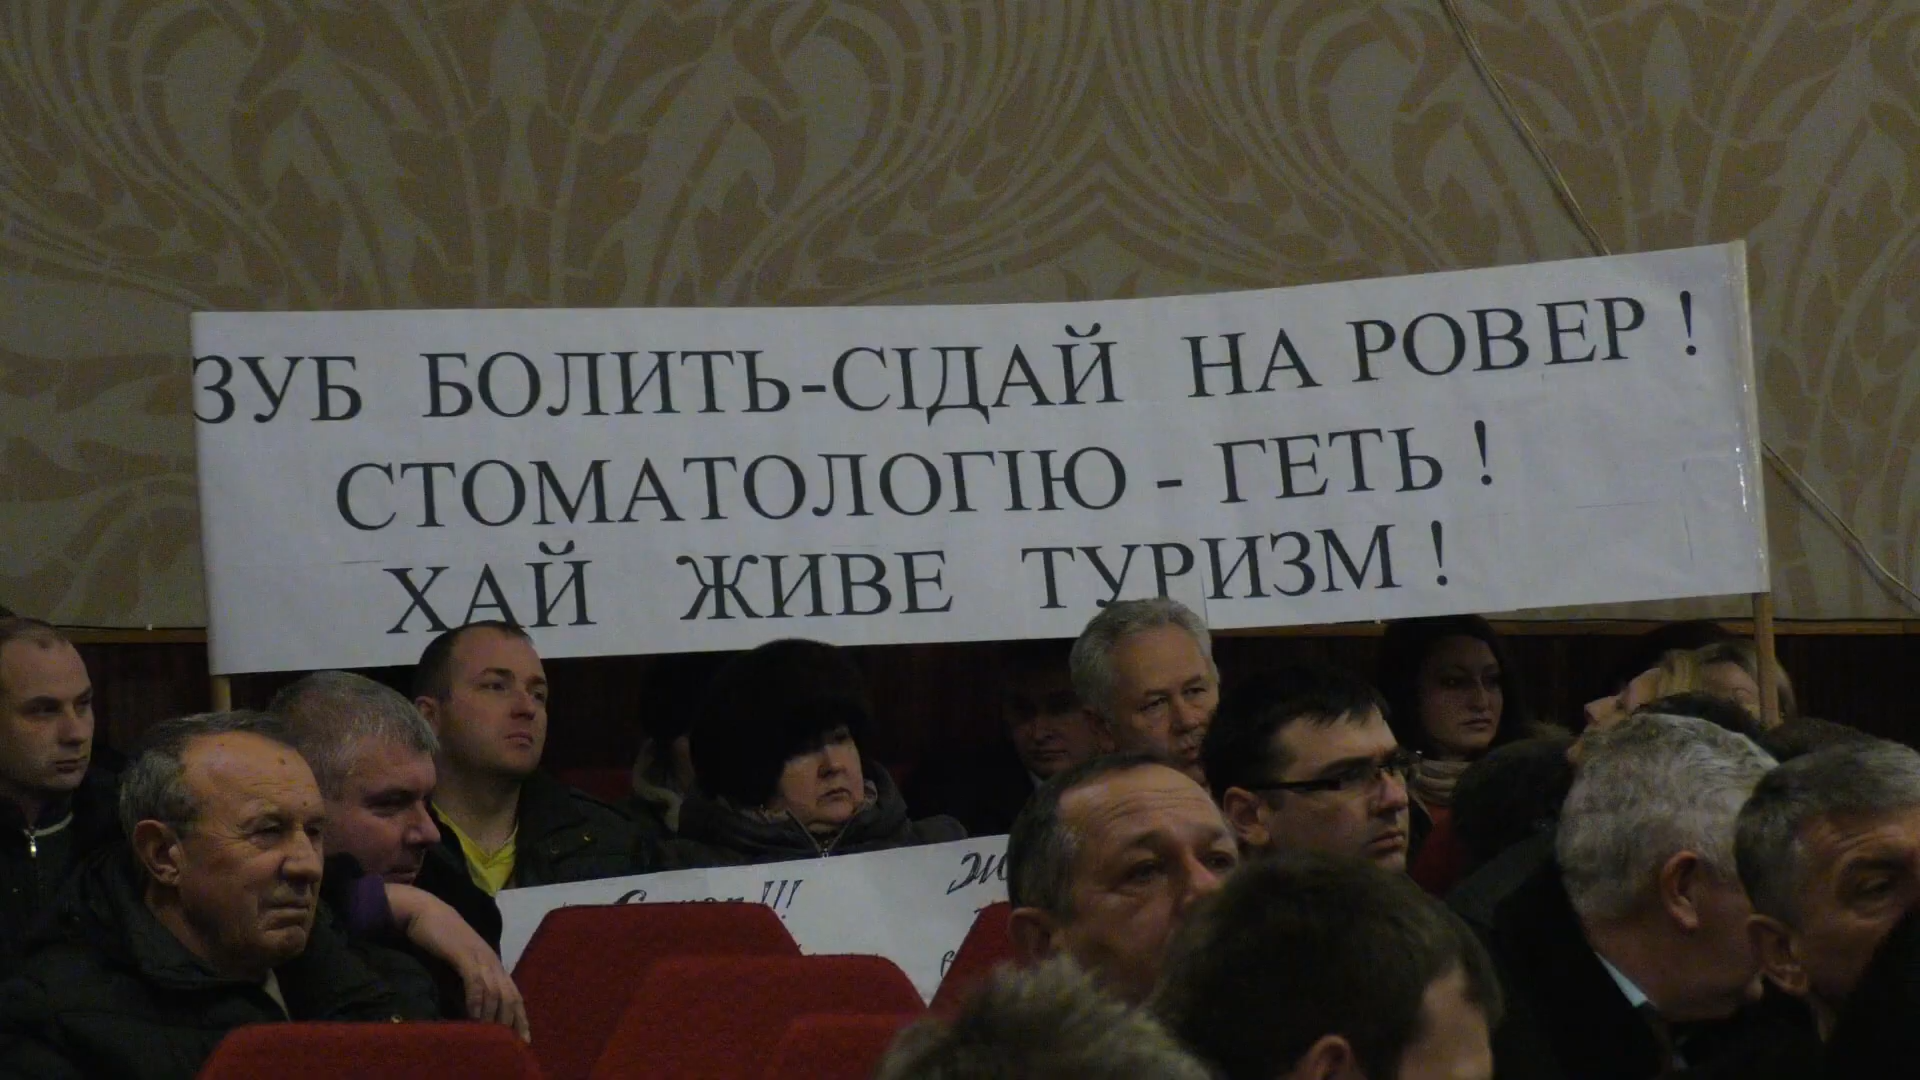 ЗУБ БОЛИТЬ-СІДАЙ НА РОВЕР !
СТОМАТОЛОГІЮ - ГЕТЬ !
ХАЙ ЖИВЕ ТУРИЗМ !